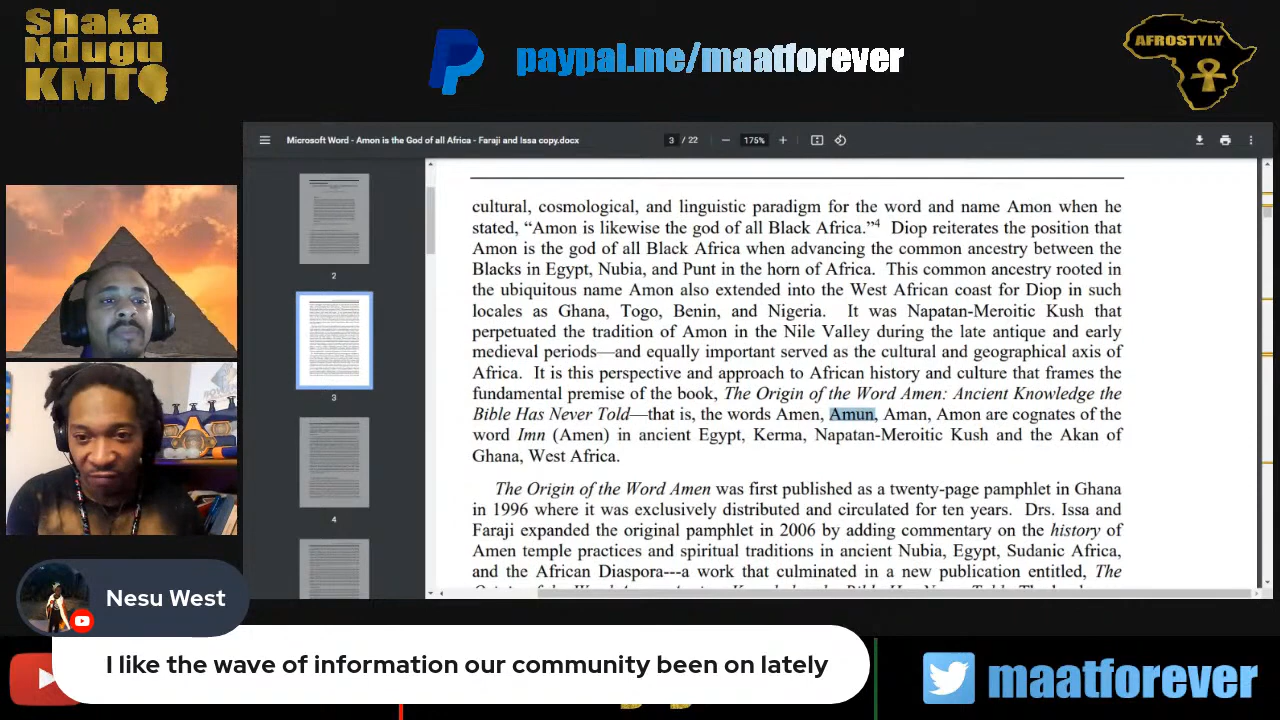 Shaka
Ndugu
KMT
paypal.me/maatforever
AFROSTYLY
Microsoft Word - Amon is the God of all Africa - Faraji and Issa copy.docx
3 / 22
175%
2
3
4
cultural, cosmological, and linguistic paradigm for the word and name Amon when he
stated, “Amon is likewise the god of all Black Africa.”4 Diop reiterates the position that
Amon is the god of all Black Africa when advancing the common ancestry between the
Blacks in Egypt, Nubia, and Punt in the horn of Africa. This common ancestry rooted in
the ubiquitous name Amon also extended into the West African coast for Diop in such
locales as Ghana, Togo, Benin, and Nigeria. It was Napatan-Meroitic Kush that
perpetuated the tradition of Amon in the Nile Valley during the late antique and early
medieval periods—and equally important served as the cultural and geographical axis of
Africa. It is this perspective and approach to African history and culture that frames the
fundamental premise of the book, The Origin of the Word Amen: Ancient Knowledge the
Bible Has Never Told—that is, the words Amen, Amun, Aman, Amon are cognates of the
word Imn (Amen) in ancient Egypt, Kerma, Napatan-Meroitic Kush and the Akan of
Ghana, West Africa.
The Origin of the Word Amen was first published as a twenty-page pamphlet in Ghana
in 1996 where it was exclusively distributed and circulated for ten years. Drs. Issa and
Faraji expanded the original pamphlet in 2006 by adding commentary on the history of
Amen temple practices and spiritual traditions in ancient Nubia, Egypt, Sudanic Africa,
and the African Diaspora---a work that culminated in a new publication entitled, The
Nesu West
I like the wave of information our community been on lately
maatforever